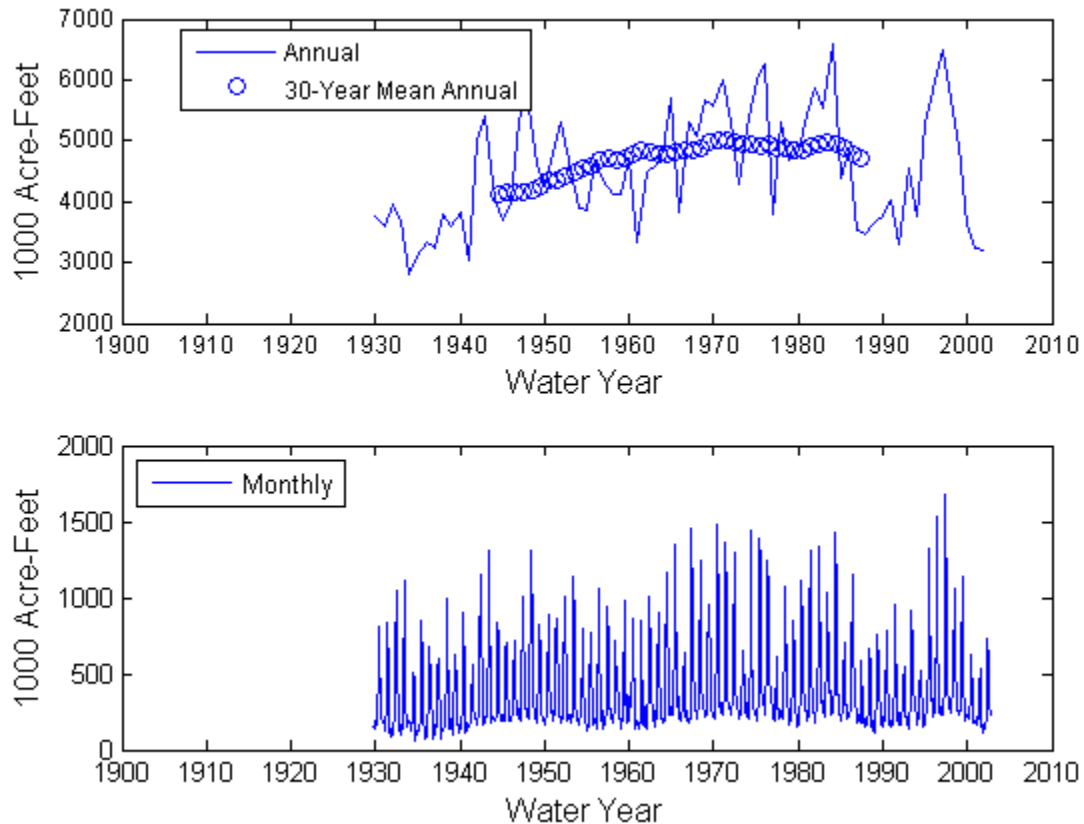 7000
6000
5000
4000
3000
2000
1000 Acre-Feet
Annual
30-Year Mean Annual
1900 1910 1920 1930 1940 1950 1960 1970 1980 1990 2000 2010
Water Year
2000
1500
1000
500
0
1000 Acre-Feet
Monthly
1900 1910 1920 1930 1940 1950 1960 1970 1980 1990 2000 2010
Water Year